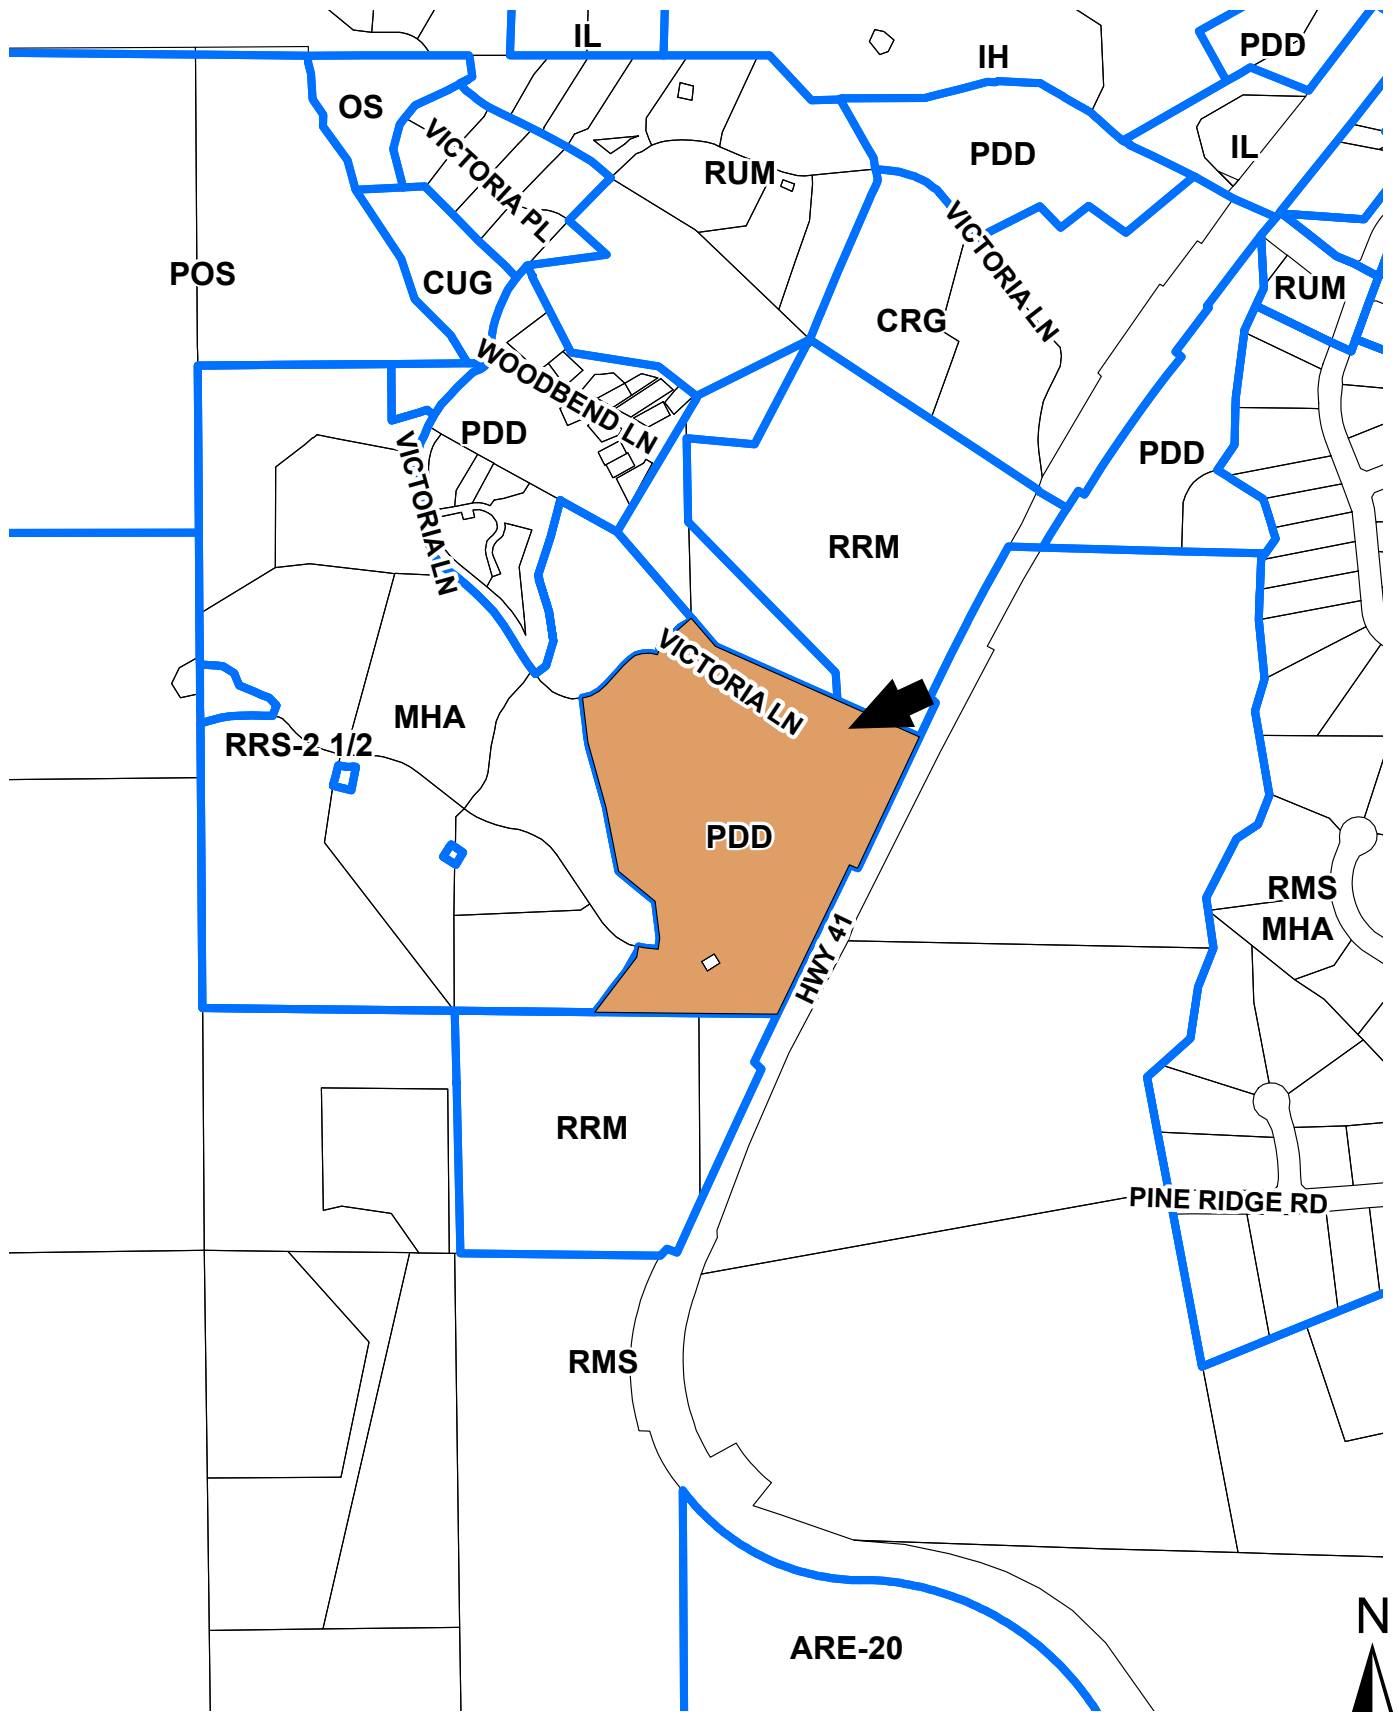 IL
PDD
IH
OS
VICTORIA PL
RUM
PDD
IL
POS
CUG
VICTORIA LN
RUM
CRG
WOODBEND LN
PDD
PDD
VICTORIA LN
RRM
VICTORIA LN
MHA
RRS-2 1/2
PDD
RMS
MHA
HWY 41
RRM
PINE RIDGE RD
RMS
N
ARE-20